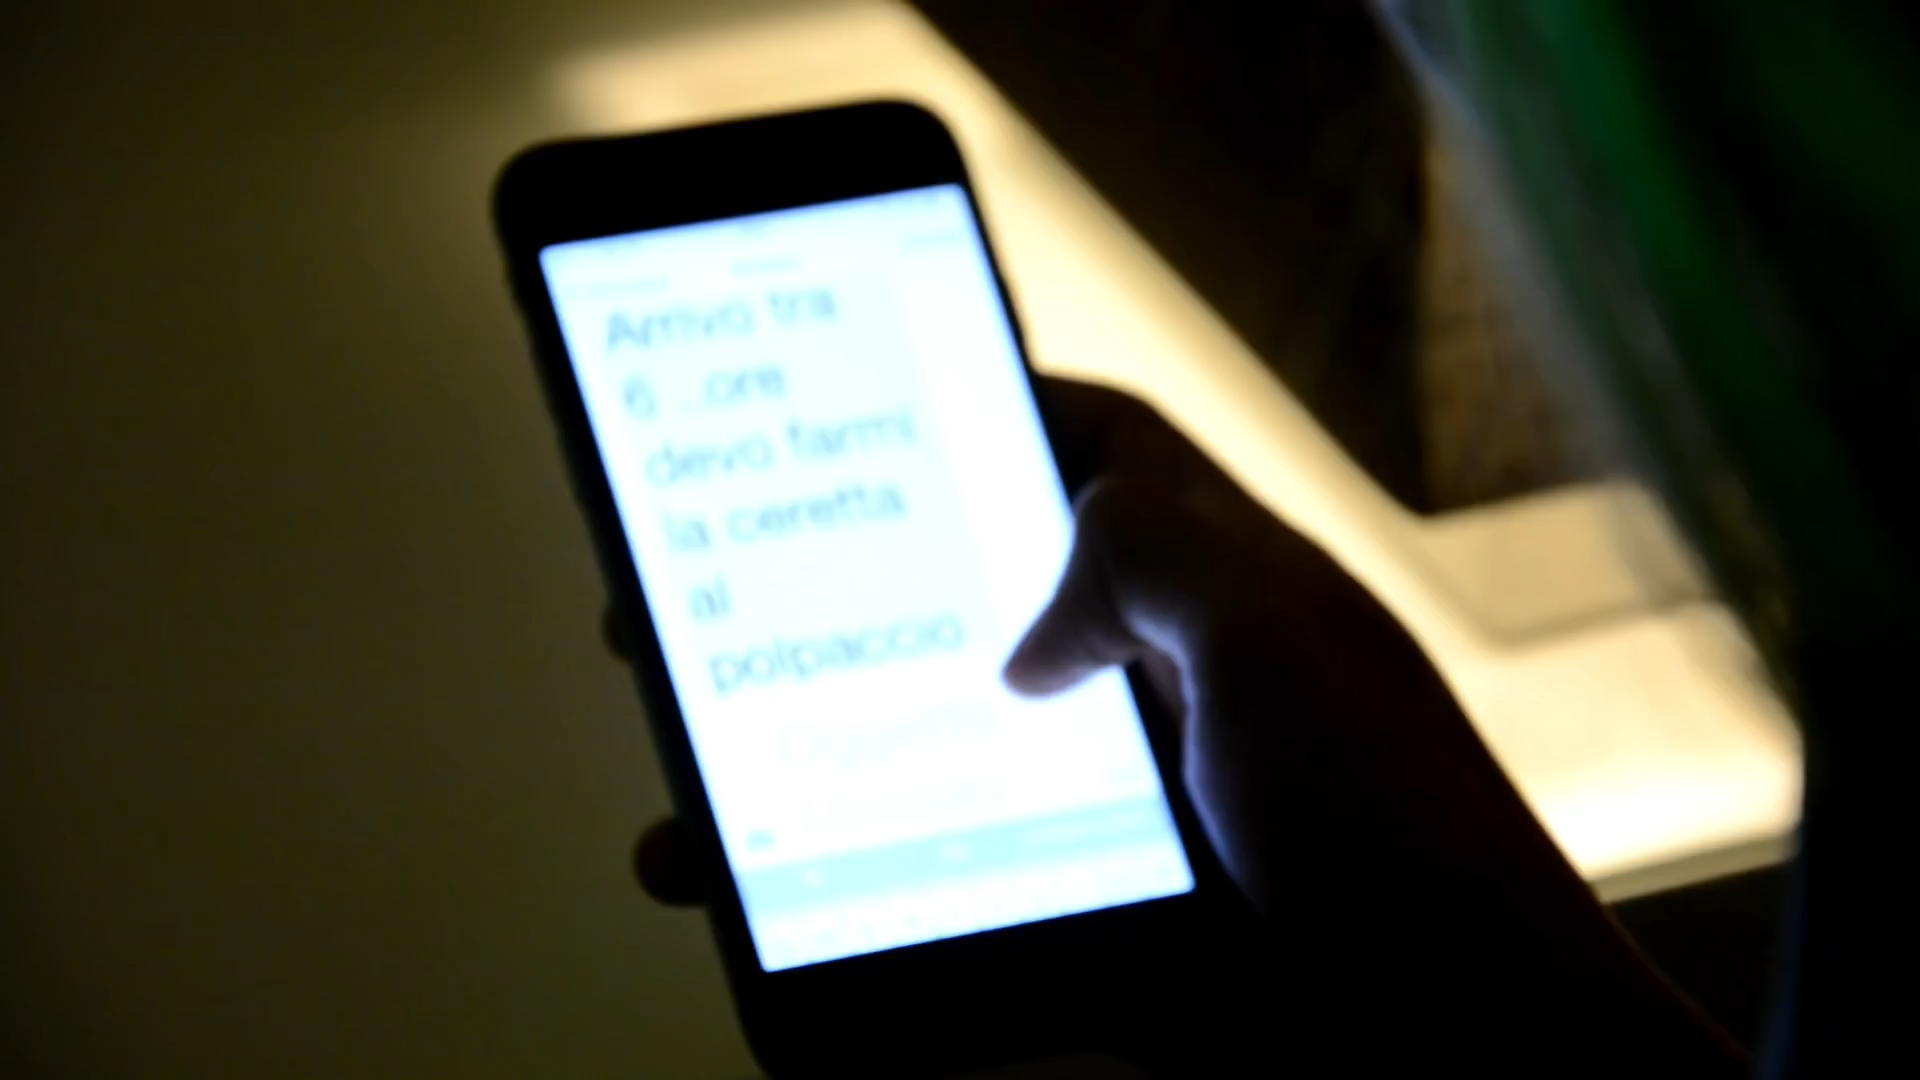 Arrivo tra
6 ...ore
devo farmi
la ceretta
al
polpaccio